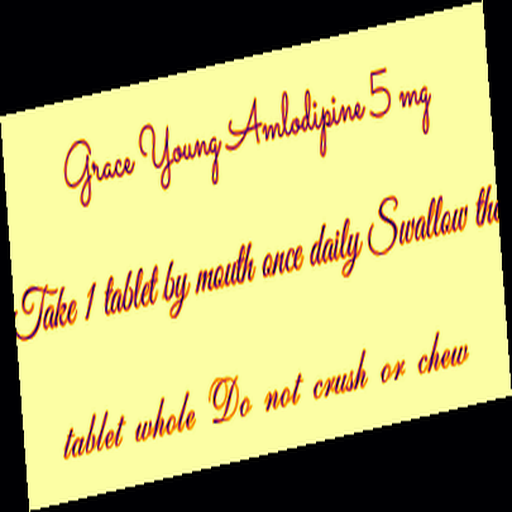 Grace Young Amlodipine 5 mg
Take 1 tablet by mouth once daily Swallow the
tablet whole Do not crush or chew